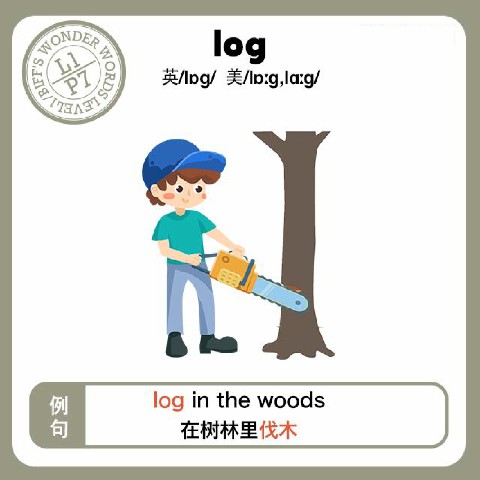 log
英/lɒg/ 美/lɒːg,lɑːg/
BIFF'S WONDER WORDS LEVEL1/
L1
P7
例句
log in the woods
在树林里伐木